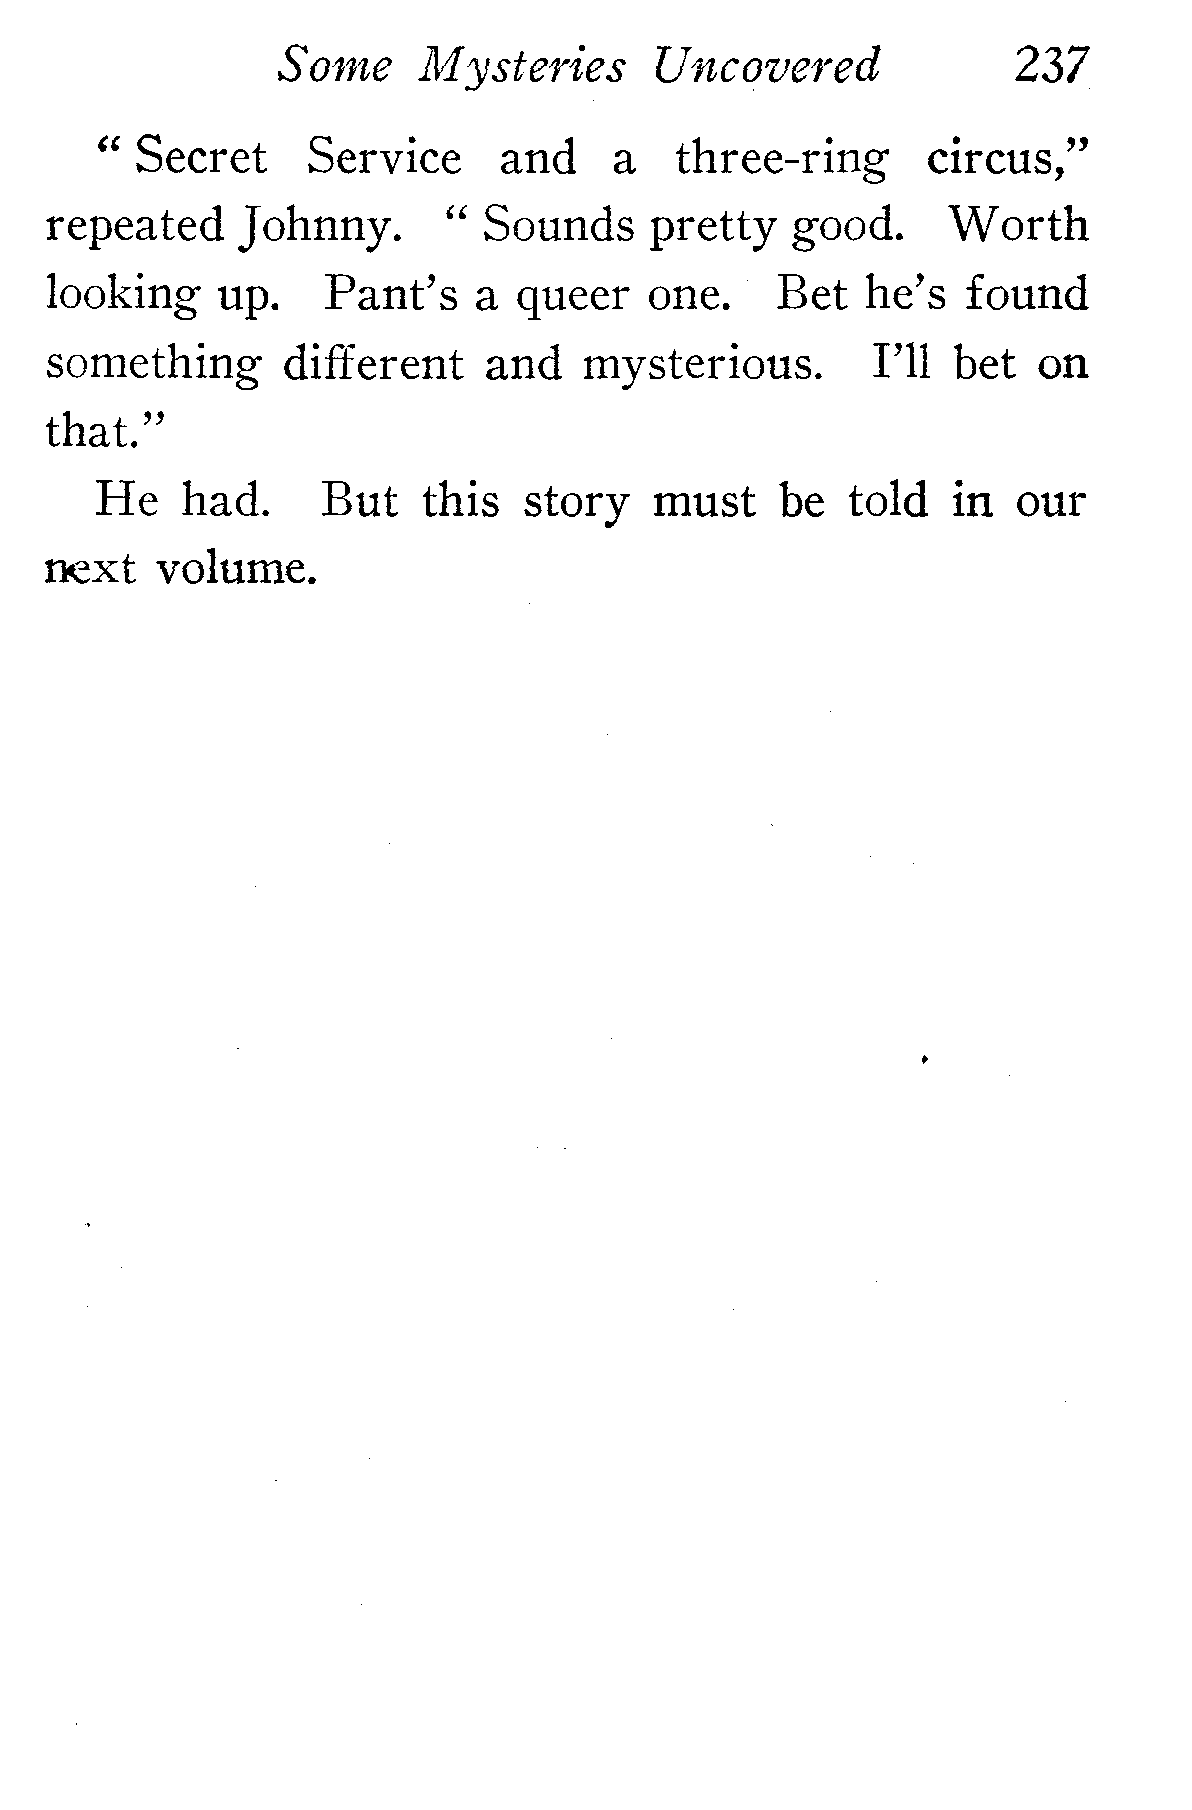 Some Mysteries Uncovered 237
“ Secret Service and a three-ring circus,”
repeated Johnny. “ Sounds pretty good. Worth
looking up. Pant’s a queer one. Bet he’s found
something different and mysterious. I’ll bet on
that.”
He had. But this story must be told in our
next volume.